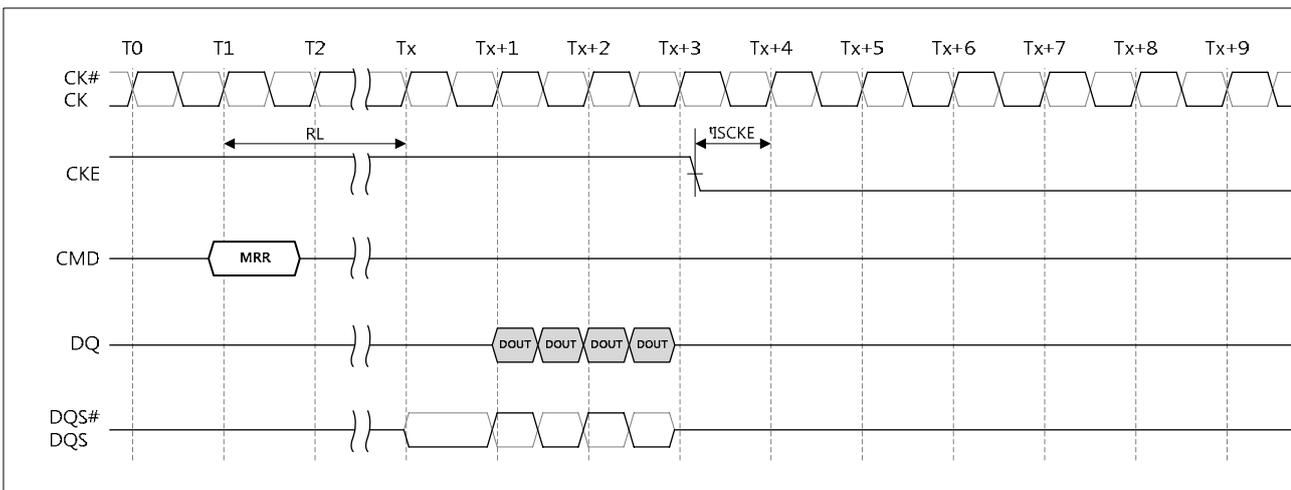 T0 T1 T2 Tx Tx+1 Tx+2 Tx+3 Tx+4 Tx+5 Tx+6 Tx+7 Tx+8 Tx+9
CK#
CK
RL tISCKE
CKE
CMD MRR
DQ DOUT DOUT DOUT DOUT
DQS#
DQS